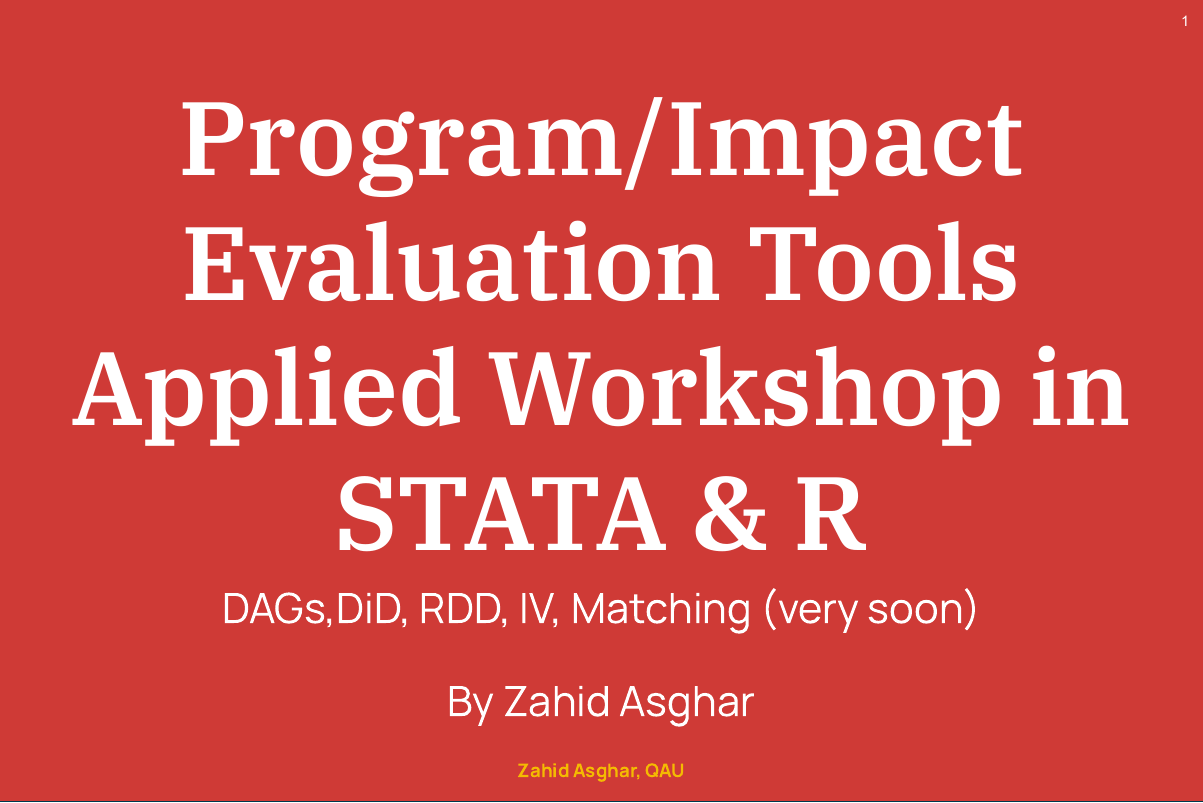 1
Program/Impact
Evaluation Tools
Applied Workshop in
STATA & R
DAGs,DiD, RDD, IV, Matching (very soon)
By Zahid Asghar
Zahid Asghar, QAU